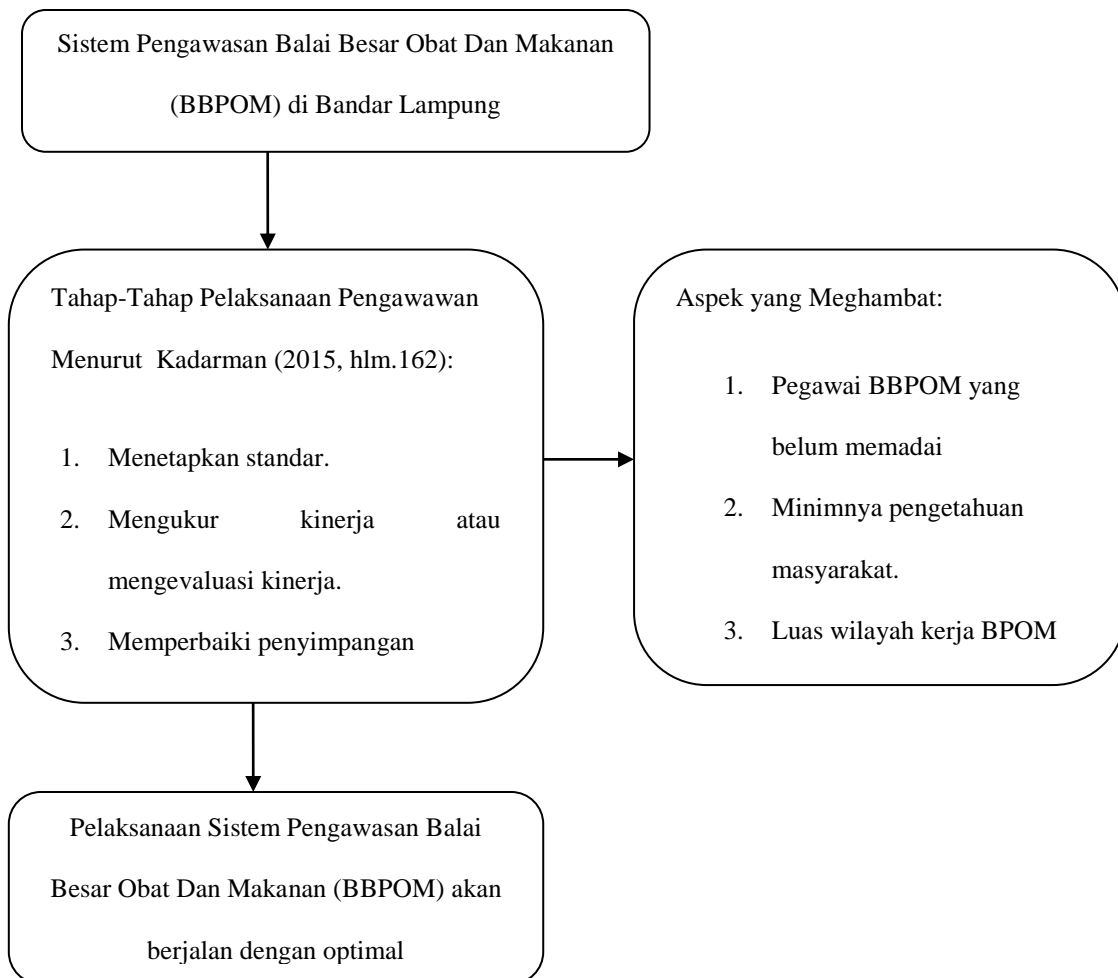 Sistem Pengawasan Balai Besar Obat Dan Makanan
(BBPOM) di Bandar Lampung
Tahap-Tahap Pelaksanaan Pengawawan
Menurut Kadarman (2015, hlm.162):
1. Menetapkan standar.
2. Mengukur kinerja atau
mengevaluasi kinerja.
3. Memperbaiki penyimpangan
Aspek yang Meghambat:
1. Pegawai BBPOM yang
belum memadai
2. Minimnya pengetahuan
masyarakat.
3. Luas wilayah kerja BPOM
Pelaksanaan Sistem Pengawasan Balai
Besar Obat Dan Makanan (BBPOM) akan
berjalan dengan optimal